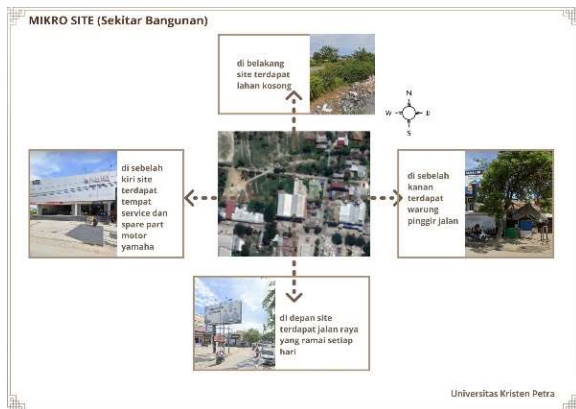 MIKRO SITE (Sekitar Bangunan)
di belakang
site terdapat
lahan kosong
N
W
E
S
di sebelah
kiri site
terdapat
tempat
service dan
spare part
motor
yamaha
di sebelah
kanan
terdapat
warung
pinggir jalan
di depan site
terdapat jalan raya
yang ramai setiap
hari
Universitas Kristen Petra